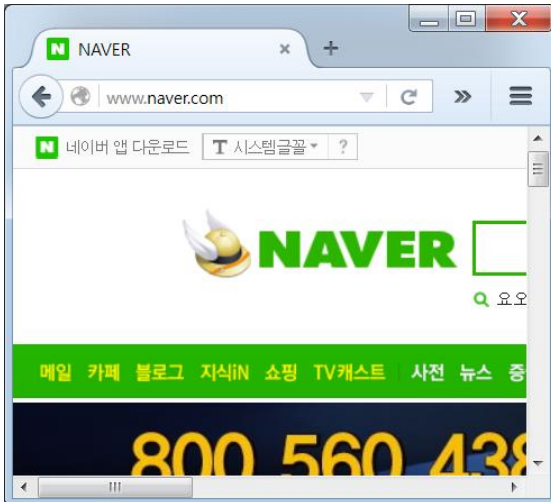 NAVER
www.naver.com
네이버 앱 다운로드 T 시스템글꼴 ?
NAVER
요오
메일 카페 블로그 지식iN 쇼핑 TV캐스트 사전 뉴스 증
800 560 438